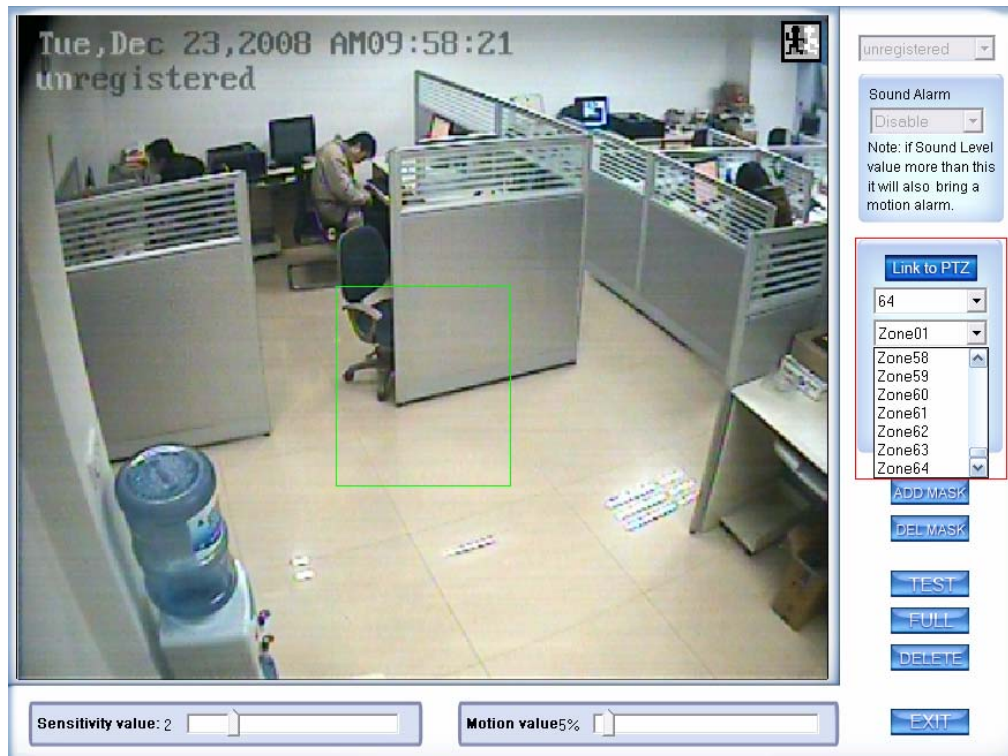 Tue,Dec 23,2008 AM09:58:21
unregistered
unregistered
Sound Alarm
Disable
Note: if Sound Level
value more than this
it will also bring a
motion alarm.
Link to PTZ
64
Zone01
Zone58
Zone59
Zone60
Zone61
Zone62
Zone63
Zone64
ADD MASK
DEL MASK
TEST
FULL
DELETE
EXIT
Sensitivity value: 2
Motion value5%